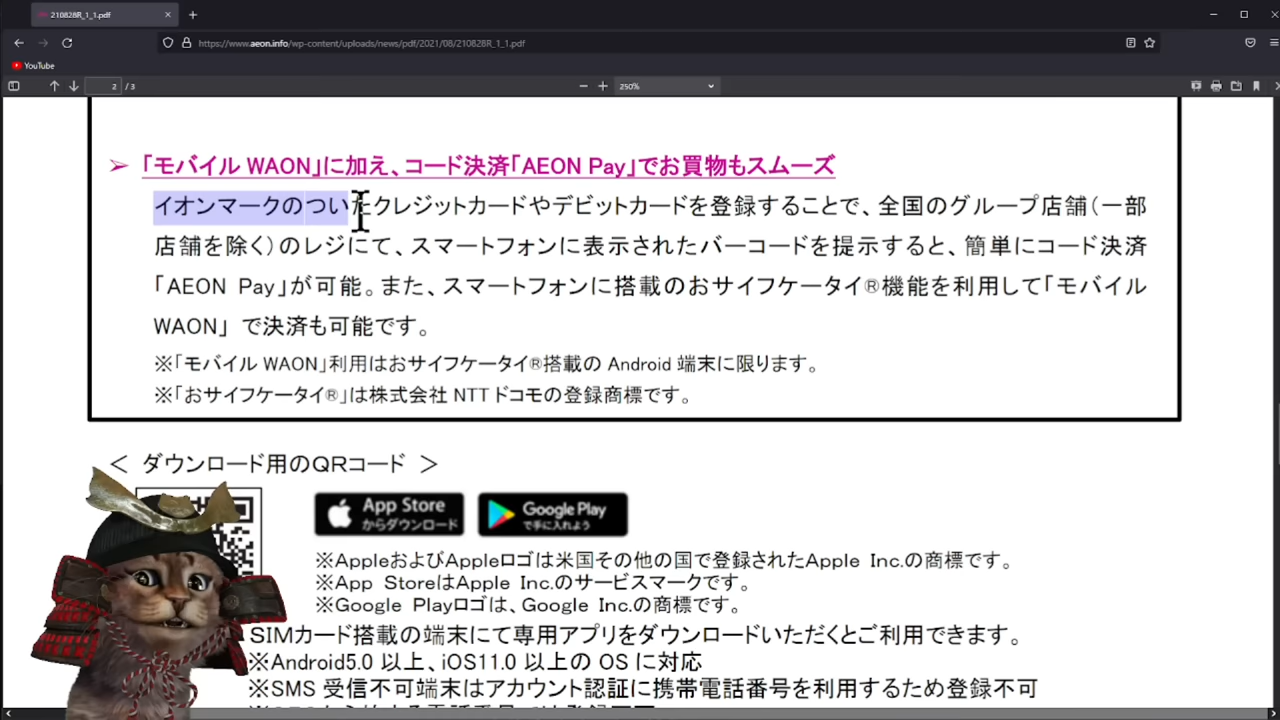 210828R_1_1.pdf
https://www.aeon.info/wp-content/uploads/news/pdf/2021/08/210828R_1_1.pdf
YouTube
2 / 3
250%
➢ 「モバイル WAON」に加え、コード決済「AEON Pay」でお買物もスムーズ
イオンマークのついたクレジットカードやデビットカードを登録することで、全国のグループ店舗(一部
店舗を除く)のレジにて、スマートフォンに表示されたバーコードを提示すると、簡単にコード決済
「AEON Pay」が可能。また、スマートフォンに搭載のおサイフケータイ®機能を利用して「モバイル
WAON」 で決済も可能です。
※「モバイル WAON」利用はおサイフケータイ®搭載の Android 端末に限ります。
※「おサイフケータイ®」は株式会社 NTT ドコモの登録商標です。
＜ ダウンロード用のQRコード ＞
App Store
からダウンロード
Google Play
で手に入れよう
※AppleおよびAppleロゴは米国その他の国で登録されたApple Inc.の商標です。
※App StoreはApple Inc.のサービスマークです。
※Google Playロゴは、Google Inc.の商標です。
SIMカード搭載の端末にて専用アプリをダウンロードいただくとご利用できます。
※Android5.0 以上、iOS11.0 以上の OS に対応
※SMS 受信不可端末はアカウント認証に携帯電話番号を利用するため登録不可